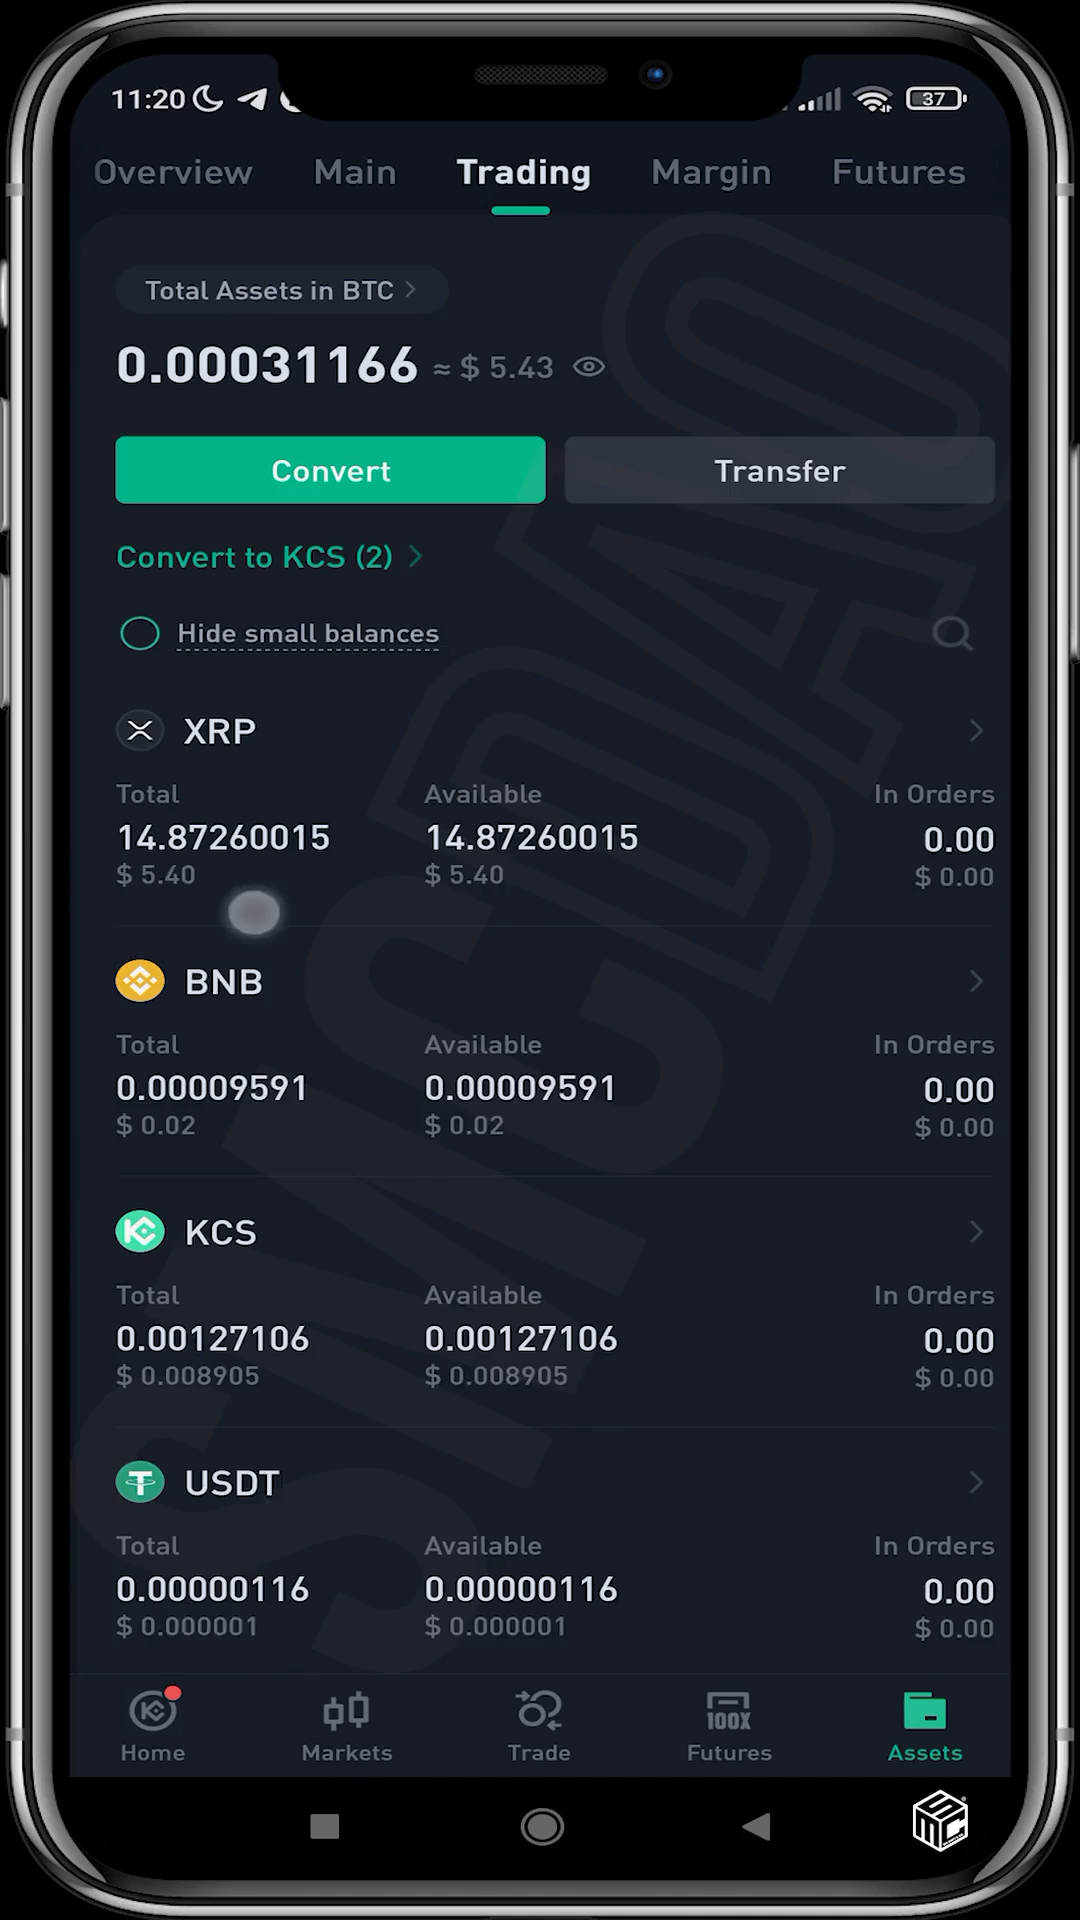 11:20 37
Overview Main Trading Margin Futures
Total Assets in BTC >
0.00031166 ≈ $ 5.43
Convert Transfer
Convert to KCS (2) >
Hide small balances
XRP
Total Available In Orders
14.87260015 14.87260015 0.00
$ 5.40 $ 5.40 $ 0.00
BNB
Total Available In Orders
0.00009591 0.00009591 0.00
$ 0.02 $ 0.02 $ 0.00
KCS
Total Available In Orders
0.00127106 0.00127106 0.00
$ 0.008905 $ 0.008905 $ 0.00
USDT
Total Available In Orders
0.00000116 0.00000116 0.00
$ 0.000001 $ 0.000001 $ 0.00
100X
Home Markets Trade Futures Assets
SMCDAO
SMC